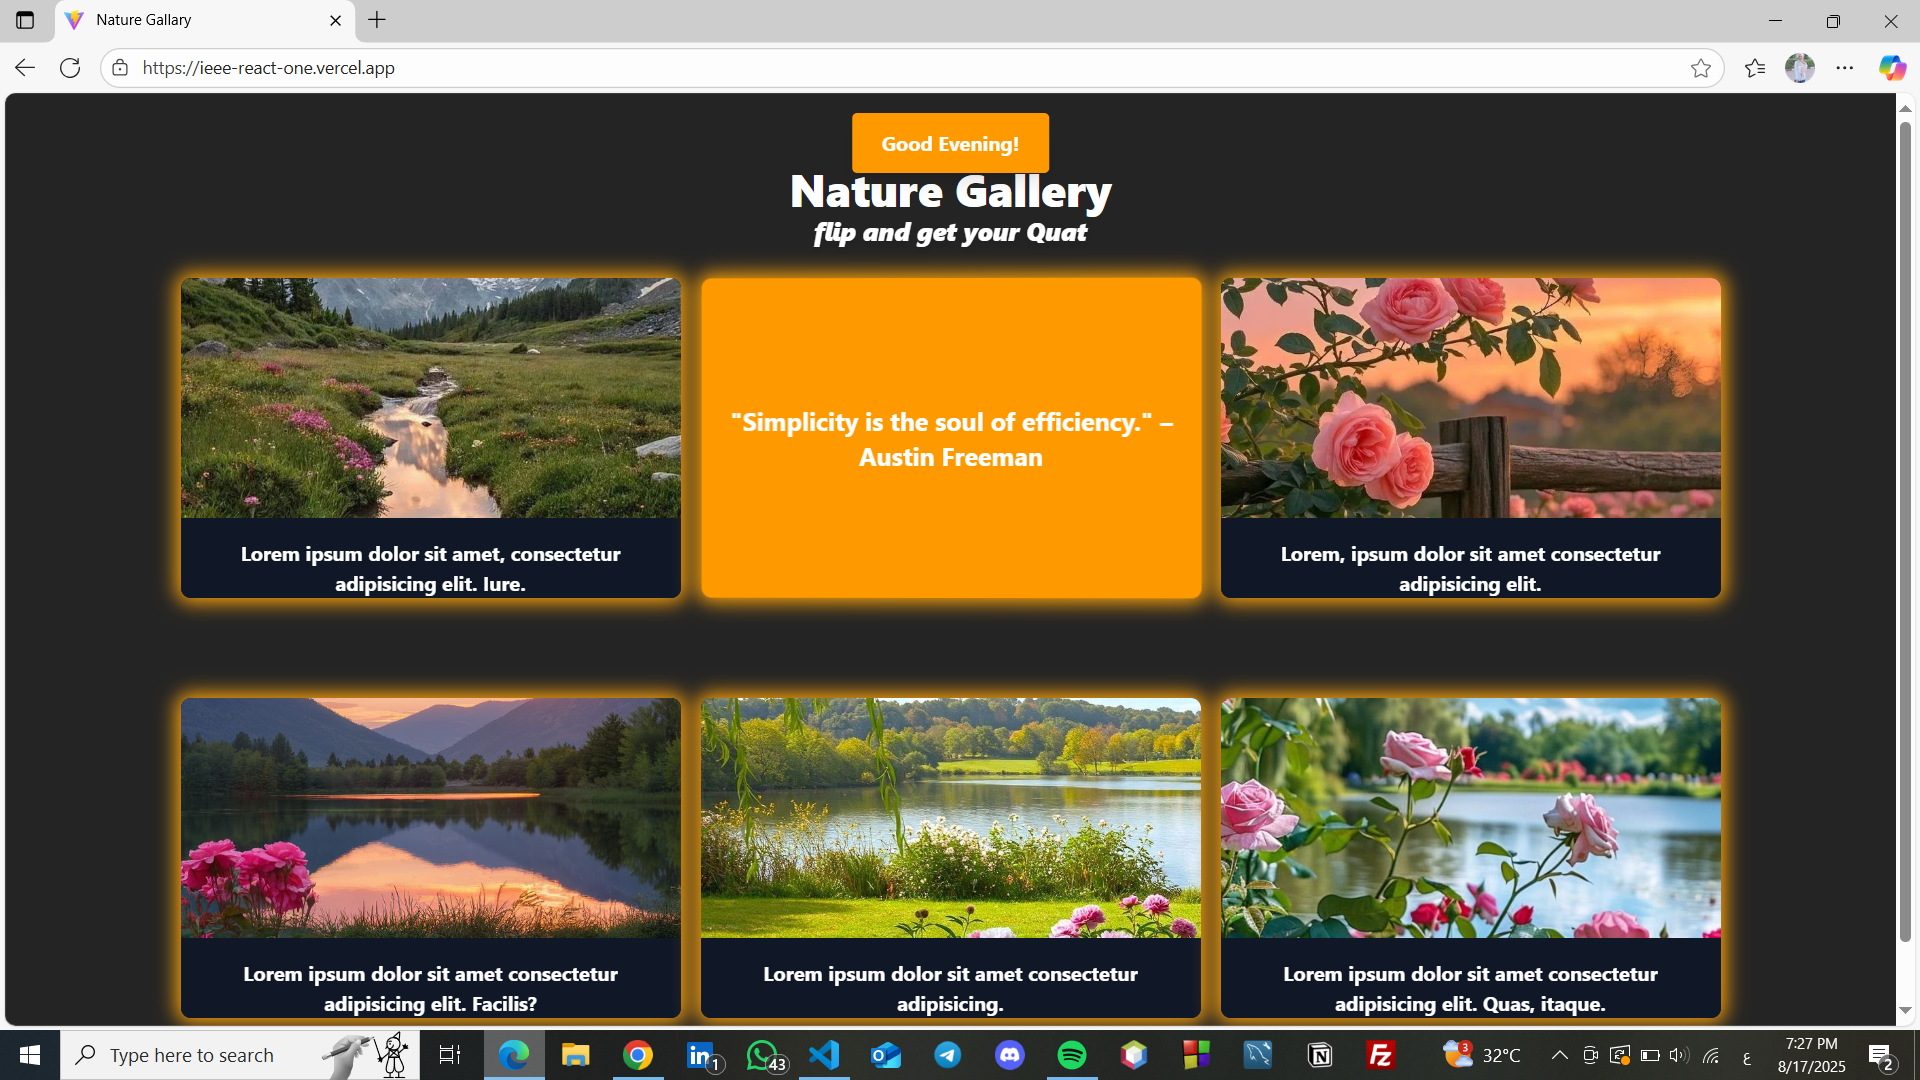 Nature Gallary
https://ieee-react-one.vercel.app
Good Evening!
Nature Gallery
flip and get your Quat
Lorem ipsum dolor sit amet, consectetur
adipisicing elit. Iure.
"Simplicity is the soul of efficiency." –
Austin Freeman
Lorem, ipsum dolor sit amet consectetur
adipisicing elit.
Lorem ipsum dolor sit amet consectetur
adipisicing elit. Facilis?
Lorem ipsum dolor sit amet consectetur
adipisicing.
Lorem ipsum dolor sit amet consectetur
adipisicing elit. Quas, itaque.
Type here to search
1
43
3
32°C
ع
7:27 PM
8/17/2025
2